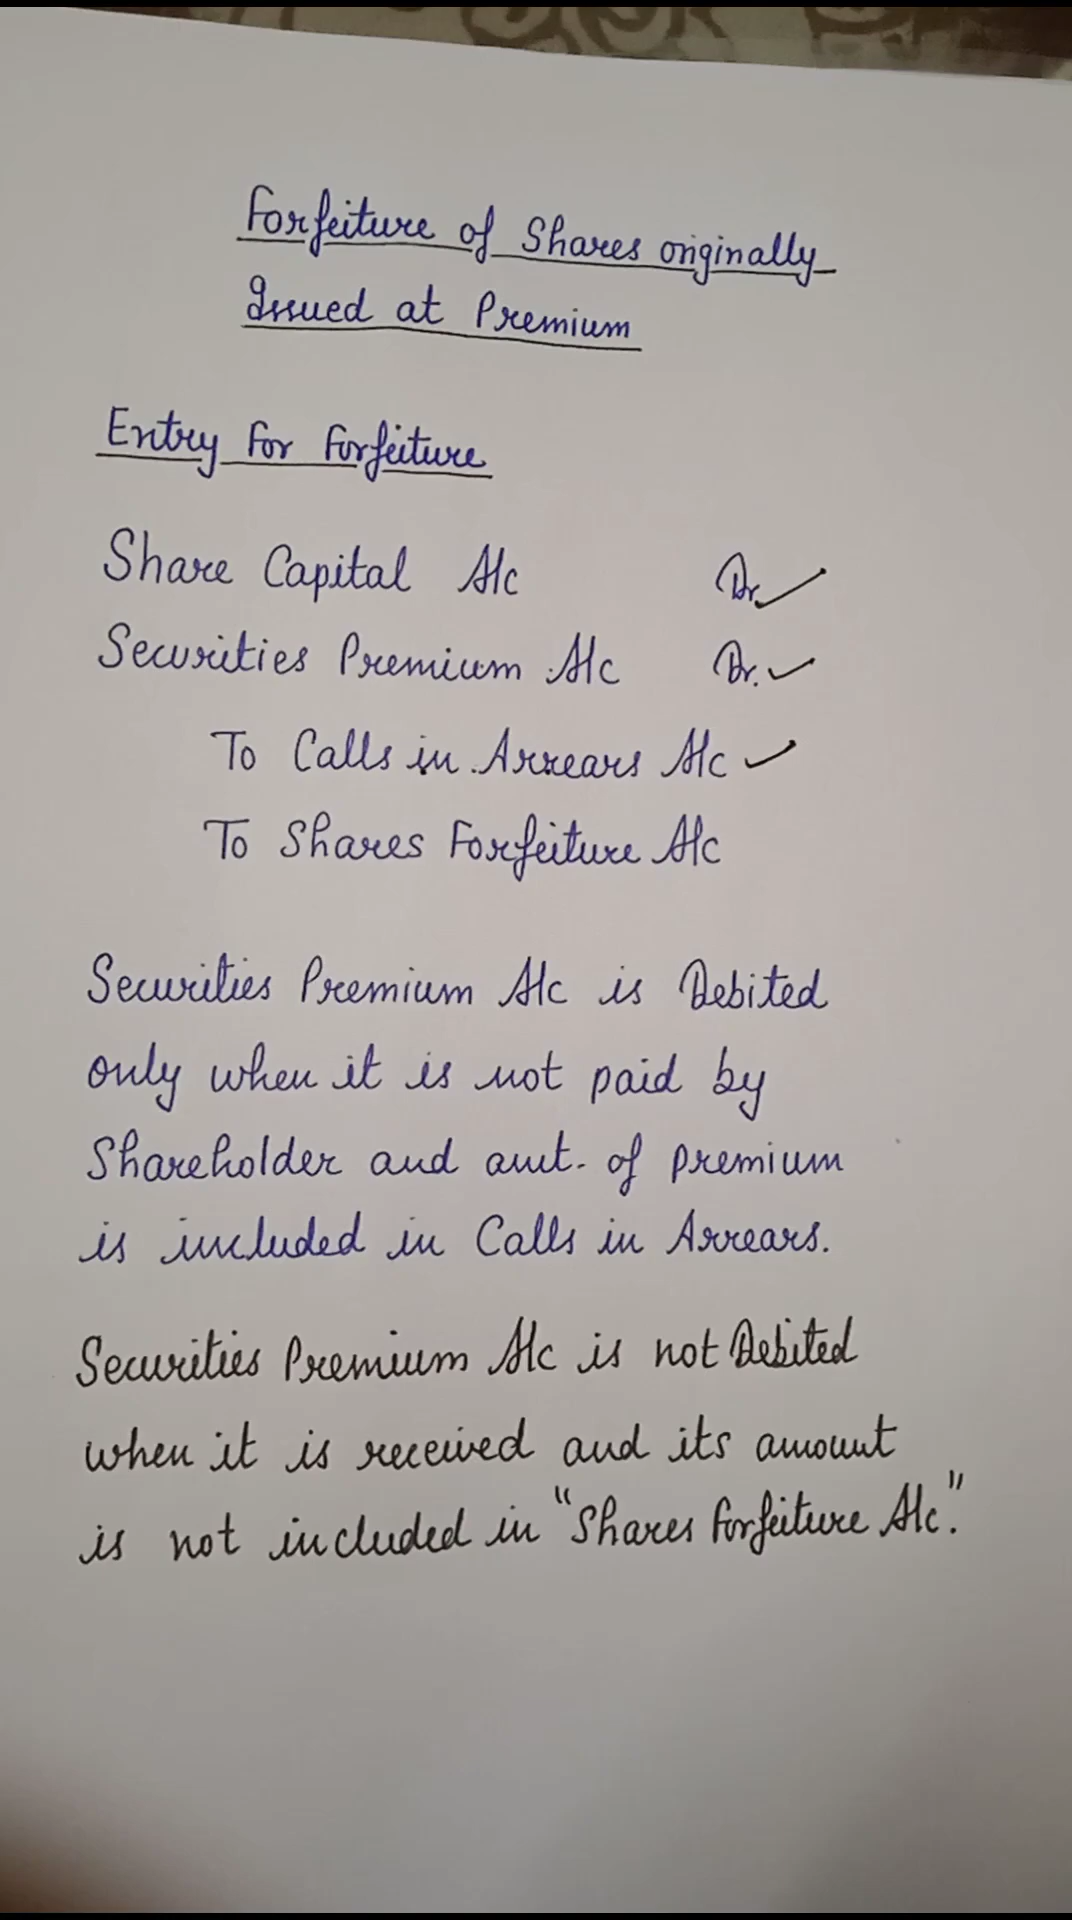 Forfeiture of Shares originally
Issued at Premium
Entry For Forfeiture
Share Capital A/c Dr.
Securities Premium A/c Dr.
To Calls in Arrears A/c
To Shares Forfeiture A/c
Securities Premium A/c is Debited
only when it is not paid by
Shareholder and amt. of premium
is included in Calls in Arrears.
Securities Premium A/c is not Debited
when it is received and its amount
is not included in "Shares Forfeiture A/c."